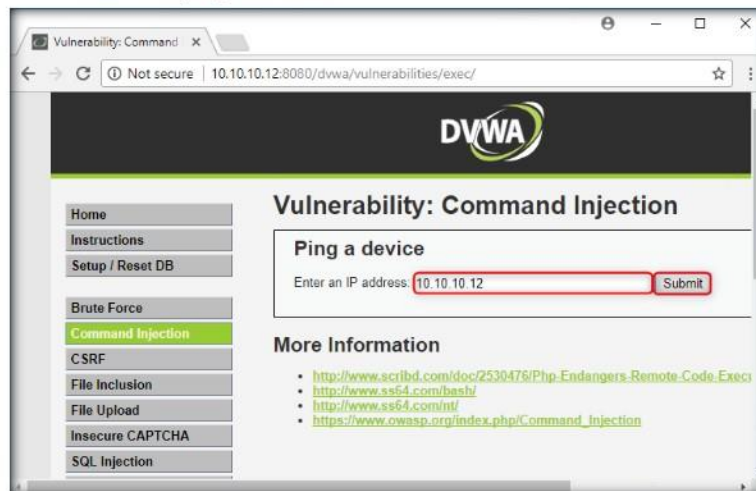 Vulnerability: Command
Not secure | 10.10.10.12:8080/dvwa/vulnerabilities/exec/
DVWA
Home
Instructions
Setup / Reset DB
Brute Force
Command Injection
CSRF
File Inclusion
File Upload
Insecure CAPTCHA
SQL Injection
Vulnerability: Command Injection
Ping a device
Enter an IP address: 10.10.10.12 Submit
More Information
http://www.scribd.com/doc/2530476/Php-Endangers-Remote-Code-Execu
http://www.ss64.com/bash/
http://www.ss64.com/nt/
https://www.owasp.org/index.php/Command_Injection